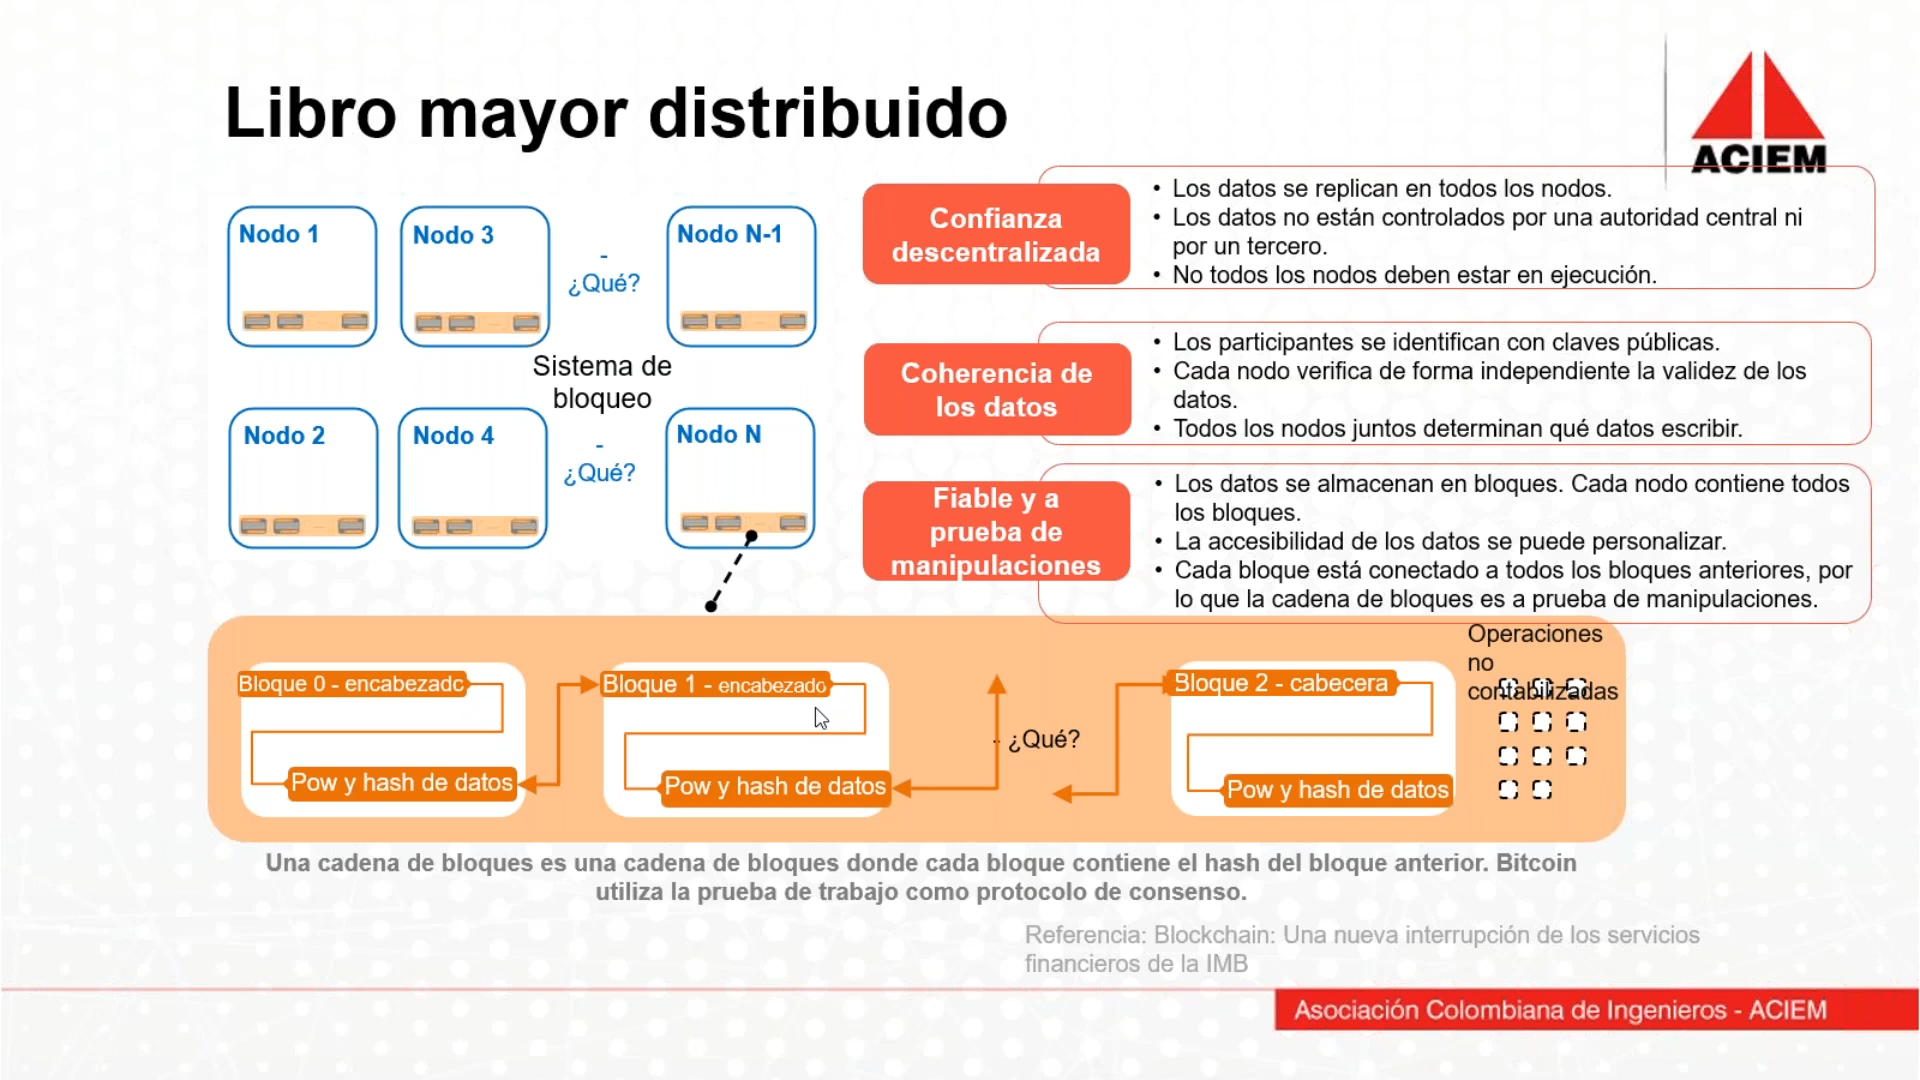 Libro mayor distribuido
ACIEM
Nodo 1
Nodo 3
-
¿Qué?
Nodo N-1
Sistema de
bloqueo
Nodo 2
Nodo 4
-
¿Qué?
Nodo N
Confianza
descentralizada
• Los datos se replican en todos los nodos.
• Los datos no están controlados por una autoridad central ni
por un tercero.
• No todos los nodos deben estar en ejecución.
Coherencia de
los datos
• Los participantes se identifican con claves públicas.
• Cada nodo verifica de forma independiente la validez de los
datos.
• Todos los nodos juntos determinan qué datos escribir.
Fiable y a
prueba de
manipulaciones
• Los datos se almacenan en bloques. Cada nodo contiene todos
los bloques.
• La accesibilidad de los datos se puede personalizar.
• Cada bloque está conectado a todos los bloques anteriores, por
lo que la cadena de bloques es a prueba de manipulaciones.
Bloque 0 - encabezado
Pow y hash de datos
Bloque 1 - encabezado
Pow y hash de datos
- ¿Qué?
Bloque 2 - cabecera
Pow y hash de datos
Operaciones
no
contabilizadas
Una cadena de bloques es una cadena de bloques donde cada bloque contiene el hash del bloque anterior. Bitcoin
utiliza la prueba de trabajo como protocolo de consenso.
Referencia: Blockchain: Una nueva interrupción de los servicios
financieros de la IMB
Asociación Colombiana de Ingenieros - ACIEM